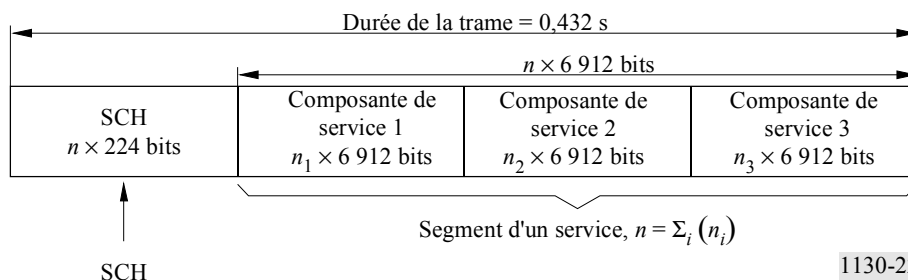 Durée de la trame = 0,432 s
n × 6 912 bits
SCH
n × 224 bits
Composante de
service 1
n₁ × 6 912 bits
Composante de
service 2
n₂ × 6 912 bits
Composante de
service 3
n₃ × 6 912 bits
Segment d'un service, n = Σᵢ (nᵢ)
SCH
1130-2